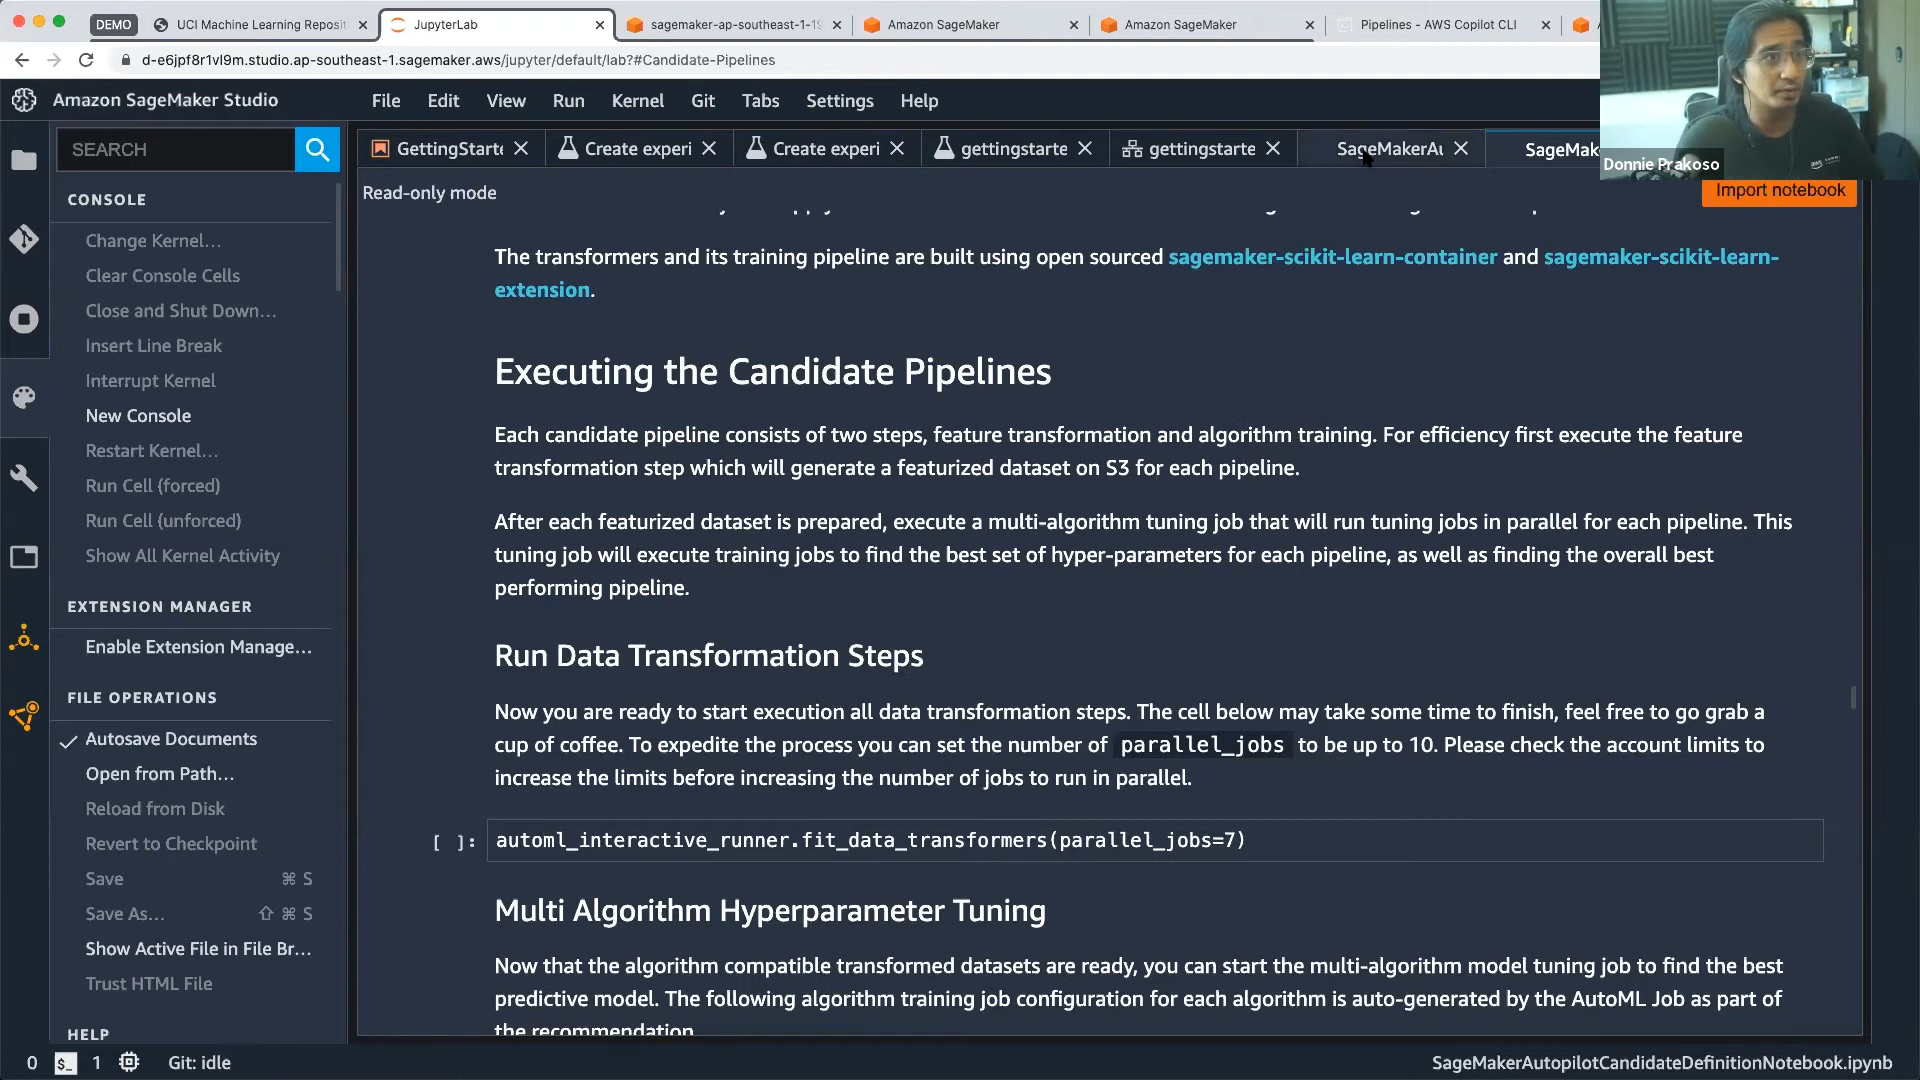 DEMO
UCI Machine Learning Reposit
JupyterLab
sagemaker-ap-southeast-1-19
Amazon SageMaker
Amazon SageMaker
Pipelines - AWS Copilot CLI
d-e6jpf8r1vl9m.studio.ap-southeast-1.sagemaker.aws/jupyter/default/lab?#Candidate-Pipelines
Amazon SageMaker Studio
File Edit View Run Kernel Git Tabs Settings Help
SEARCH
GettingStarte
Create experi
Create experi
gettingstarte
gettingstarte
SageMakerAu
SageMak
Donnie Prakoso
Read-only mode
Import notebook
CONSOLE
Change Kernel…
Clear Console Cells
Close and Shut Down…
Insert Line Break
Interrupt Kernel
New Console
Restart Kernel…
Run Cell (forced)
Run Cell (unforced)
Show All Kernel Activity
EXTENSION MANAGER
Enable Extension Manage…
FILE OPERATIONS
Autosave Documents
Open from Path…
Reload from Disk
Revert to Checkpoint
Save ⌘ S
Save As… ⇧ ⌘ S
Show Active File in File Br…
Trust HTML File
HELP
The transformers and its training pipeline are built using open sourced sagemaker-scikit-learn-container and sagemaker-scikit-learn-
extension.
Executing the Candidate Pipelines
Each candidate pipeline consists of two steps, feature transformation and algorithm training. For efficiency first execute the feature
transformation step which will generate a featurized dataset on S3 for each pipeline.
After each featurized dataset is prepared, execute a multi-algorithm tuning job that will run tuning jobs in parallel for each pipeline. This
tuning job will execute training jobs to find the best set of hyper-parameters for each pipeline, as well as finding the overall best
performing pipeline.
Run Data Transformation Steps
Now you are ready to start execution all data transformation steps. The cell below may take some time to finish, feel free to go grab a
cup of coffee. To expedite the process you can set the number of parallel_jobs to be up to 10. Please check the account limits to
increase the limits before increasing the number of jobs to run in parallel.
[ ]: automl_interactive_runner.fit_data_transformers(parallel_jobs=7)
Multi Algorithm Hyperparameter Tuning
Now that the algorithm compatible transformed datasets are ready, you can start the multi-algorithm model tuning job to find the best
predictive model. The following algorithm training job configuration for each algorithm is auto-generated by the AutoML Job as part of
the recommendation.
0 $_ 1 Git: idle
SageMakerAutopilotCandidateDefinitionNotebook.ipynb